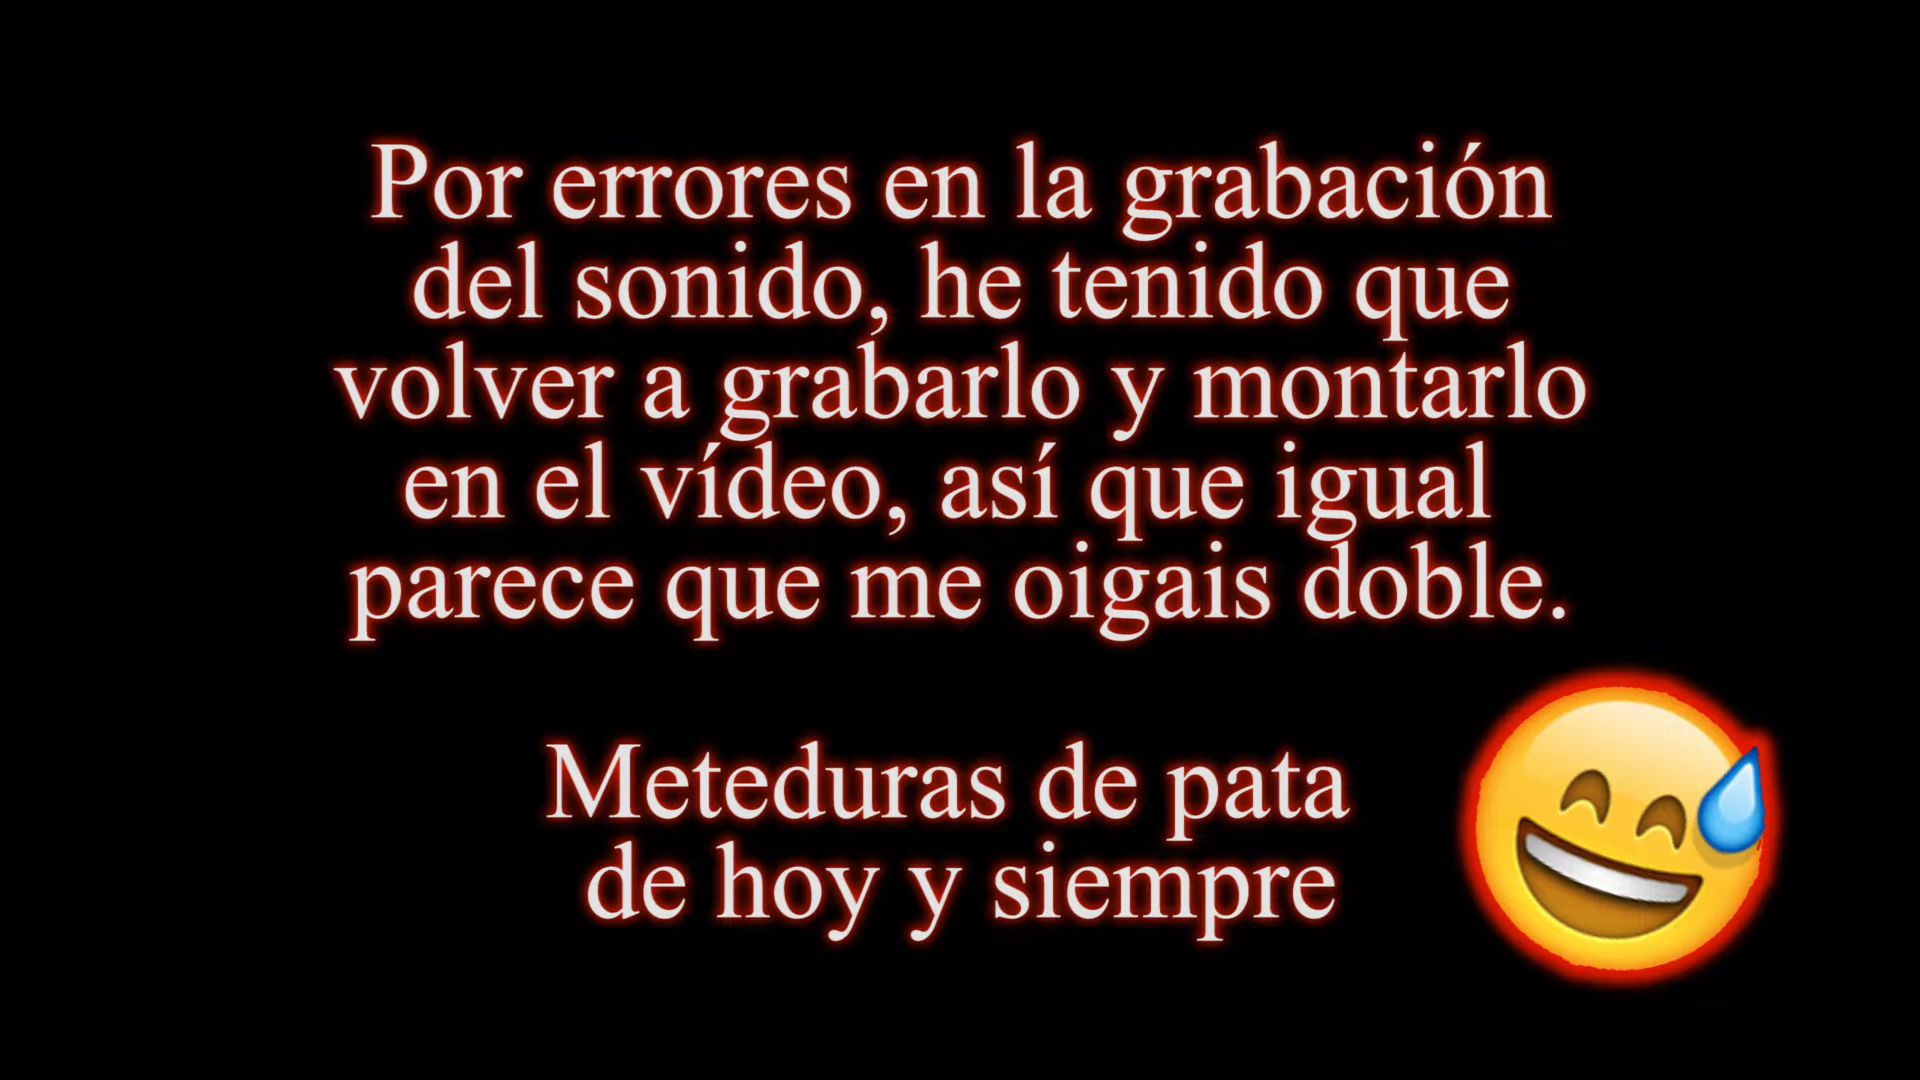 Por errores en la grabación
del sonido, he tenido que
volver a grabarlo y montarlo
en el vídeo, así que igual
parece que me oigais doble.
Meteduras de pata
de hoy y siempre